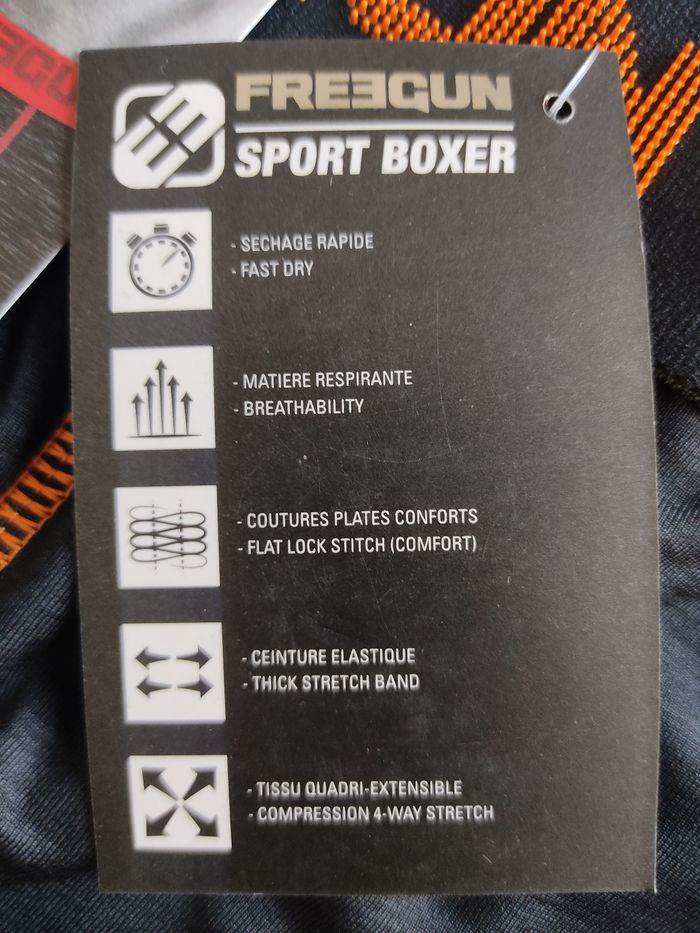 FREEGUN
SPORT BOXER
- SECHAGE RAPIDE
- FAST DRY
- MATIERE RESPIRANTE
- BREATHABILITY
- COUTURES PLATES CONFORTS
- FLAT LOCK STITCH (COMFORT)
- CEINTURE ELASTIQUE
- THICK STRETCH BAND
- TISSU QUADRI-EXTENSIBLE
- COMPRESSION 4-WAY STRETCH